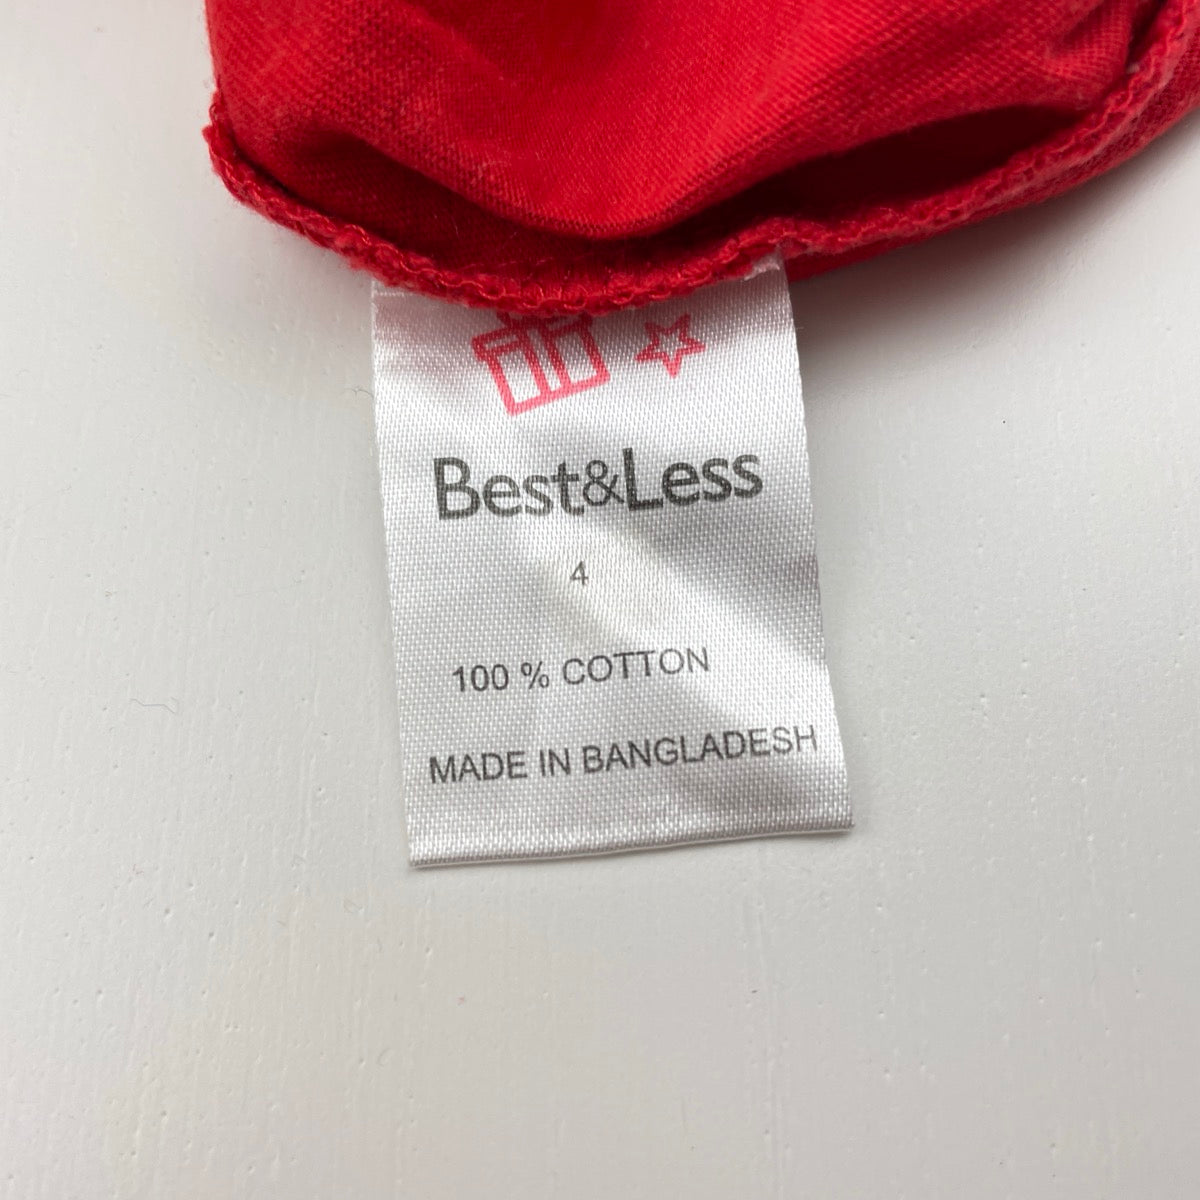 Best&Less
4
100 % COTTON
MADE IN BANGLADESH